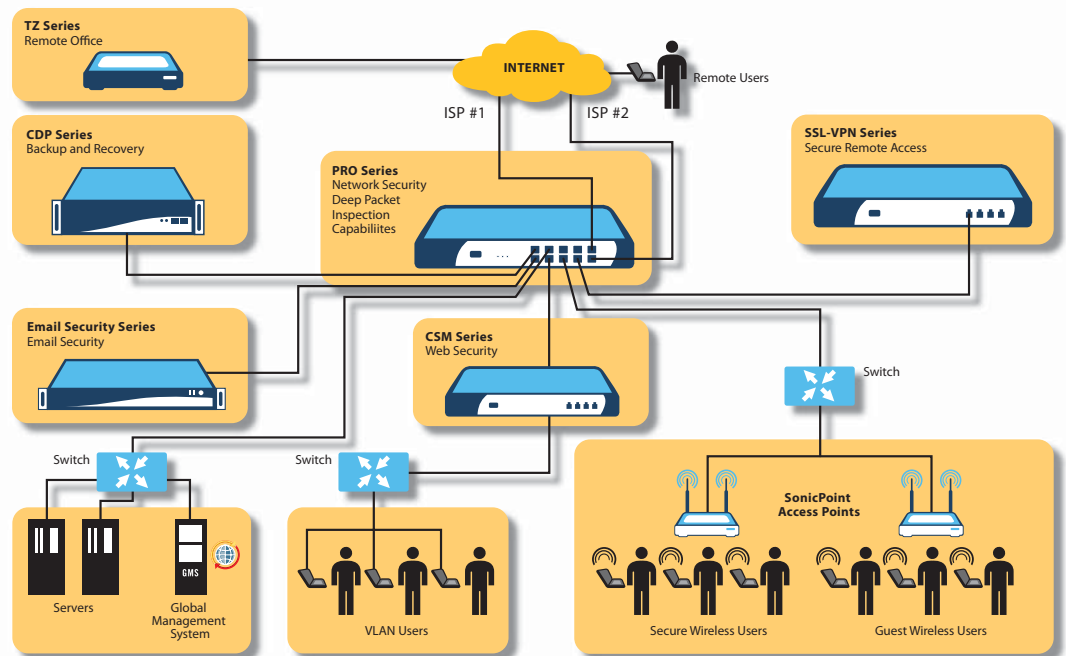 TZ Series
Remote Office
INTERNET
Remote Users
ISP #1
ISP #2
CDP Series
Backup and Recovery
PRO Series
Network Security
Deep Packet
Inspection
Capabiliites
SSL-VPN Series
Secure Remote Access
Email Security Series
Email Security
CSM Series
Web Security
Switch
Switch
Switch
SonicPoint
Access Points
GMS
Servers
Global
Management
System
VLAN Users
Secure Wireless Users
Guest Wireless Users